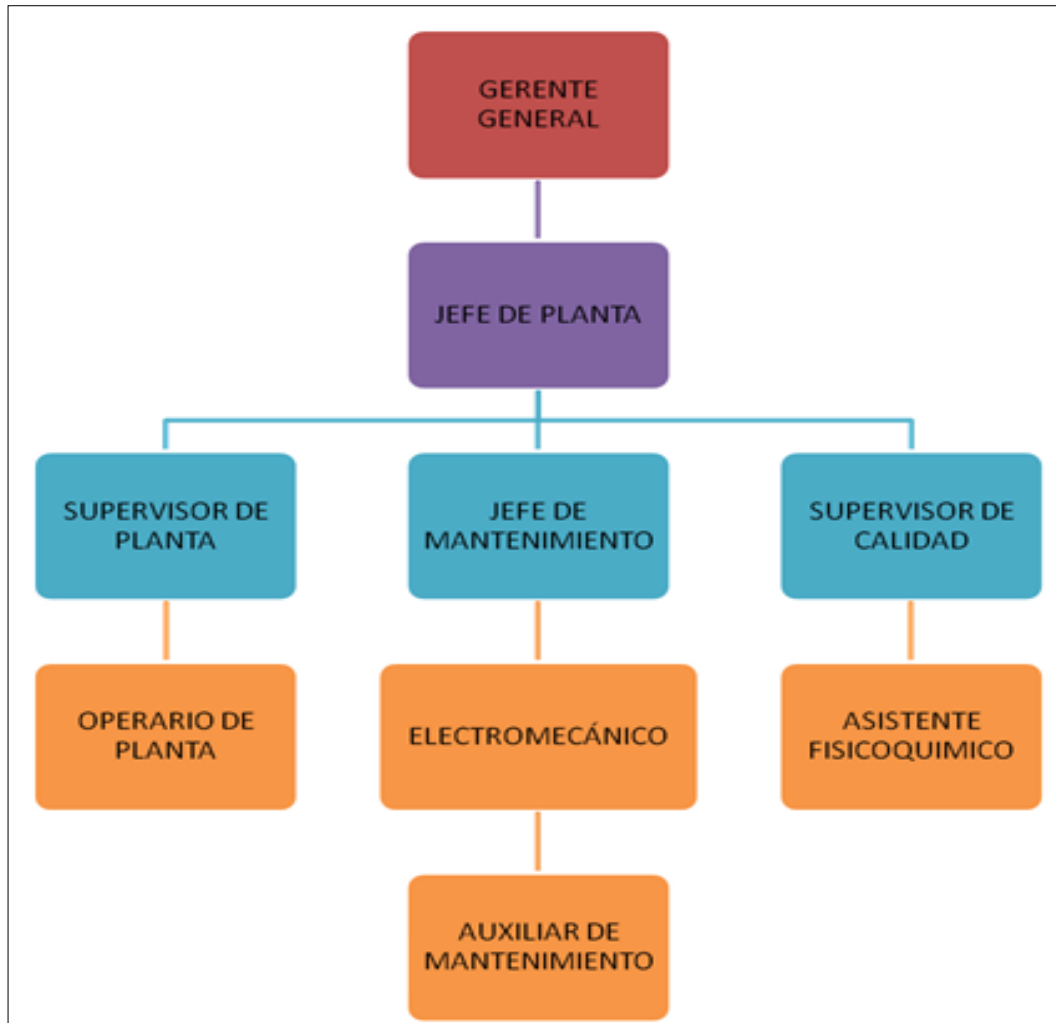 GERENTE
GENERAL
JEFE DE PLANTA
SUPERVISOR DE
PLANTA
JEFE DE
MANTENIMIENTO
SUPERVISOR DE
CALIDAD
OPERARIO DE
PLANTA
ELECTROMECÁNICO
ASISTENTE
FISICOQUIMICO
AUXILIAR DE
MANTENIMIENTO